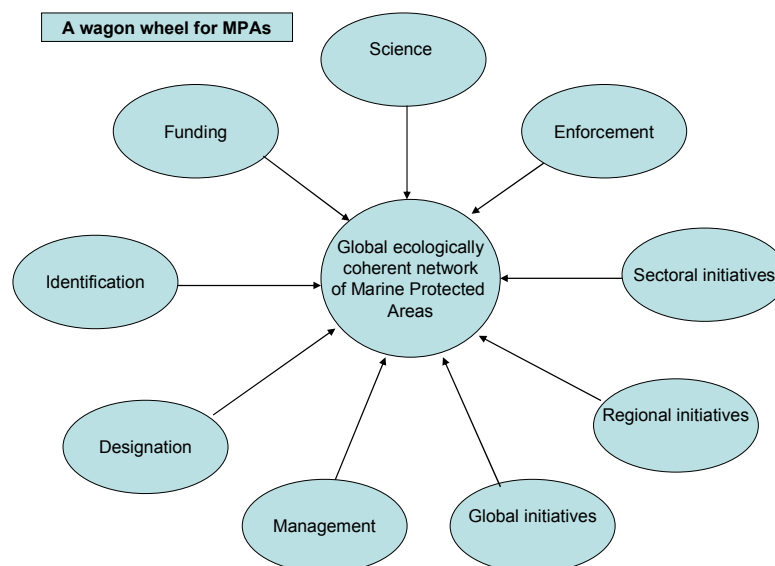 A wagon wheel for MPAs
Science
Funding
Enforcement
Global ecologically
coherent network
of Marine Protected
Areas
Identification
Sectoral initiatives
Designation
Regional initiatives
Management
Global initiatives